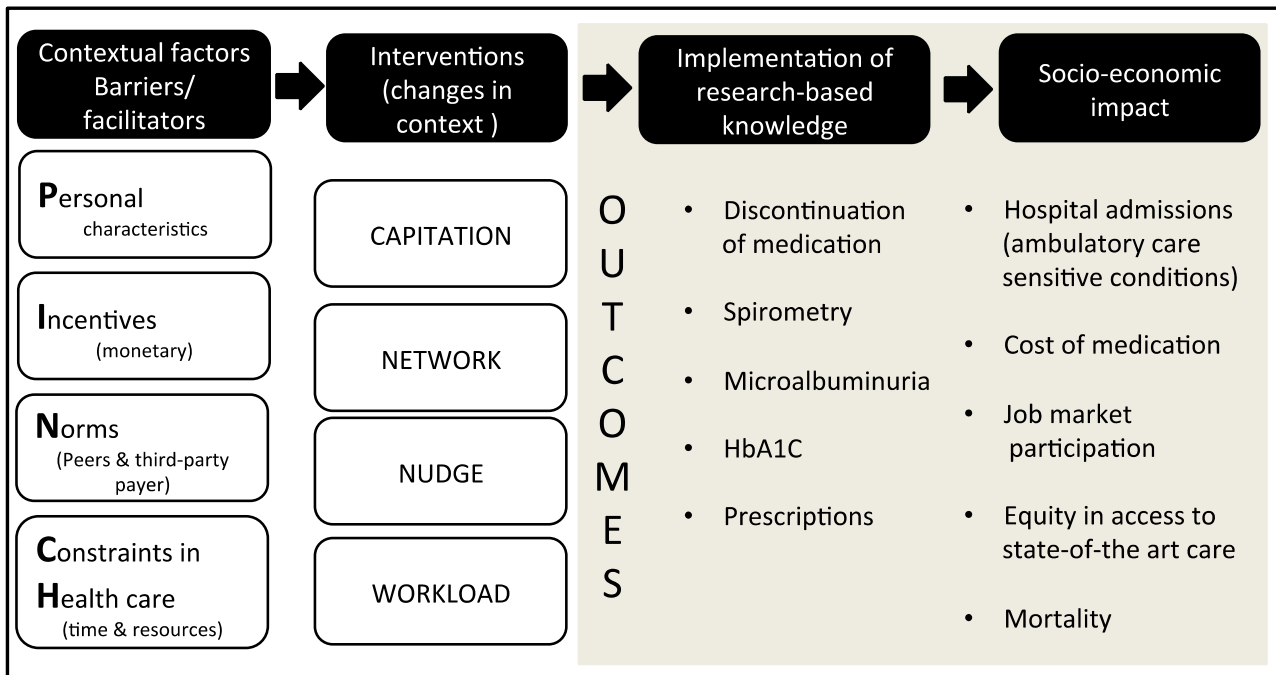 Contextual factors
Barriers/
facilitators
Interventions
(changes in
context )
Implementation of
research-based
knowledge
Socio-economic
impact
Personal
characteristics
Incentives
(monetary)
Norms
(Peers & third-party
payer)
Constraints in
Health care
(time & resources)
CAPITATION
NETWORK
NUDGE
WORKLOAD
O
U
T
C
O
M
E
S
• Discontinuation
of medication
• Spirometry
• Microalbuminuria
• HbA1C
• Prescriptions
• Hospital admissions
(ambulatory care
sensitive conditions)
• Cost of medication
• Job market
participation
• Equity in access to
state-of-the art care
• Mortality